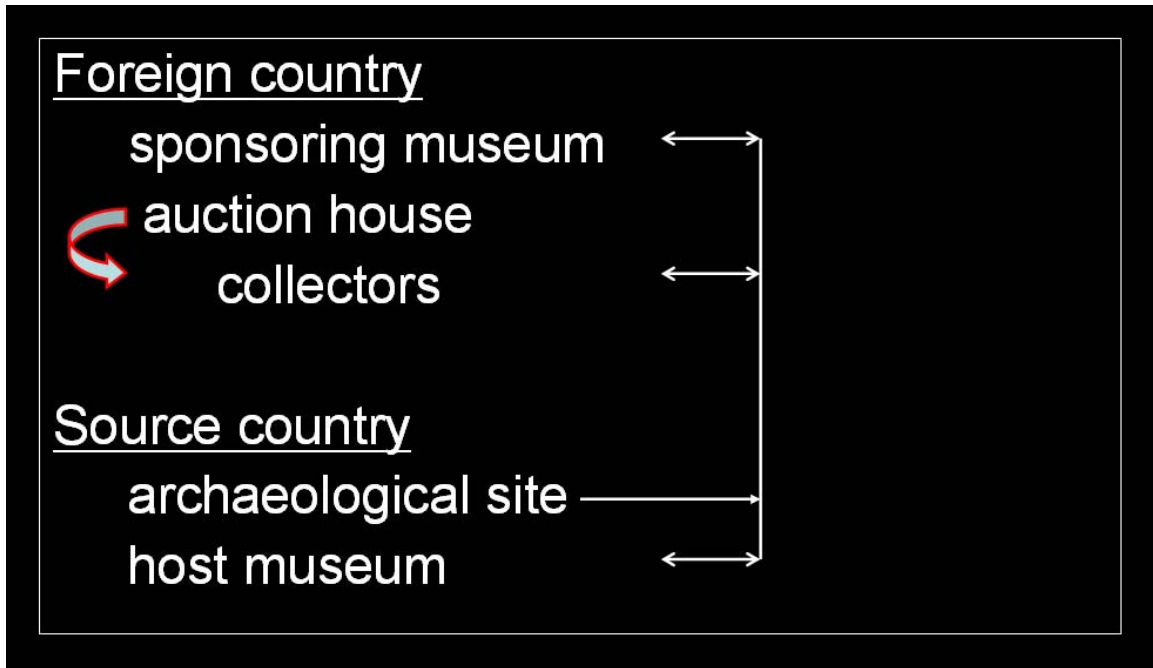 Foreign country
sponsoring museum
auction house
collectors
Source country
archaeological site
host museum